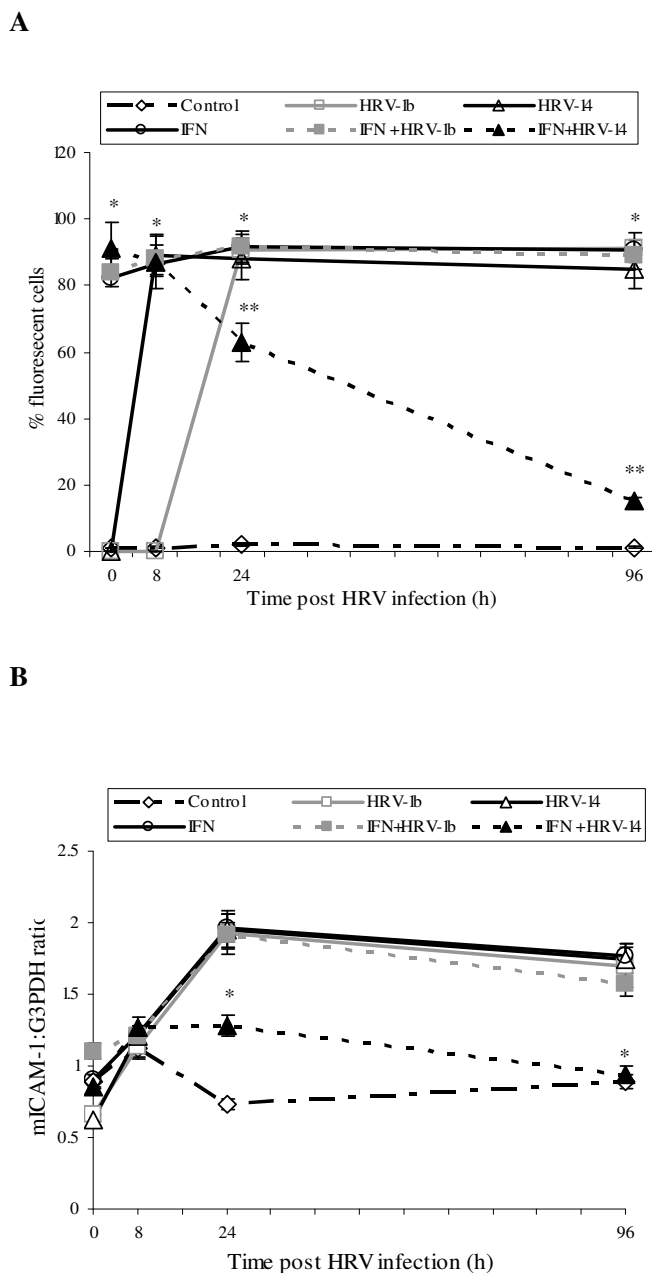 A
Control HRV-1b HRV-14
IFN IFN+HRV-1b IFN+HRV-14
120
100
80
60
40
20
0
% fluoresecent cells
* * * *
**
**
0 8 24 96
Time post HRV infection (h)
B
Control HRV-1b HRV-14
IFN IFN+HRV-1b IFN+HRV-14
2.5
2
1.5
1
0.5
0
mICAM-1:G3PDH ratio
*
*
0 8 24 96
Time post HRV infection (h)